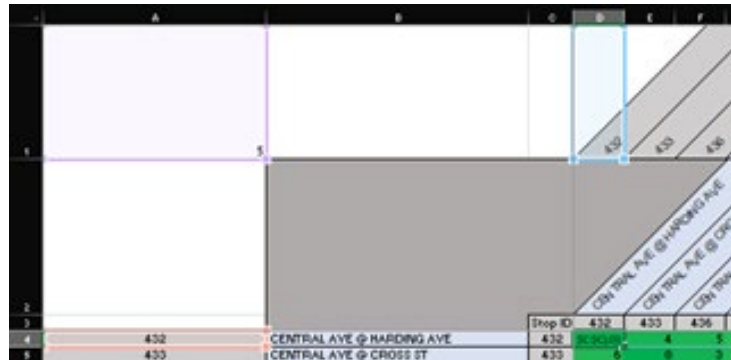 A B C D E F
1 5 432 433 436
2 CENTRAL AVE @ HARDING AVE
3 Stop ID 432 433 436
4 432 CENTRAL AVE @ HARDING AVE 432 4 5
5 433 CENTRAL AVE @ CROSS ST 433 6 0 3